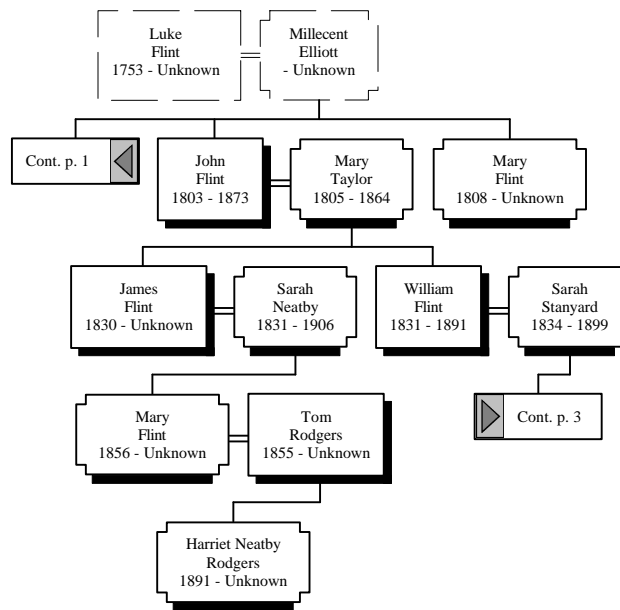 Luke
Flint
1753 - Unknown
Millecent
Elliott
- Unknown
Cont. p. 1
John
Flint
1803 - 1873
Mary
Taylor
1805 - 1864
Mary
Flint
1808 - Unknown
James
Flint
1830 - Unknown
Sarah
Neatby
1831 - 1906
William
Flint
1831 - 1891
Sarah
Stanyard
1834 - 1899
Mary
Flint
1856 - Unknown
Tom
Rodgers
1855 - Unknown
Cont. p. 3
Harriet Neatby
Rodgers
1891 - Unknown